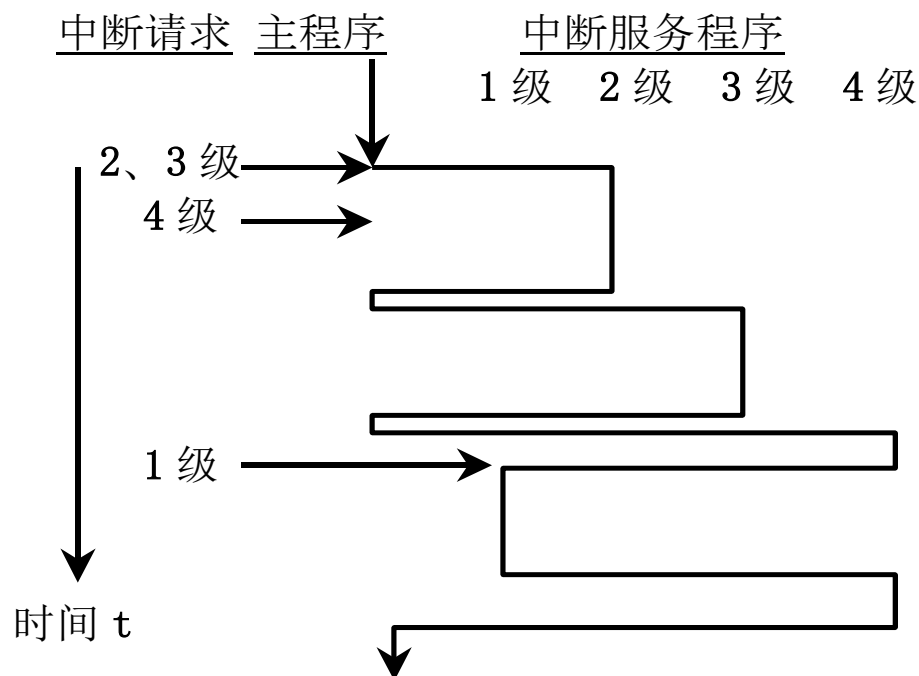 中断请求 主程序 中断服务程序
1级 2级 3级 4级
2、3级
4级
1级
时间 t